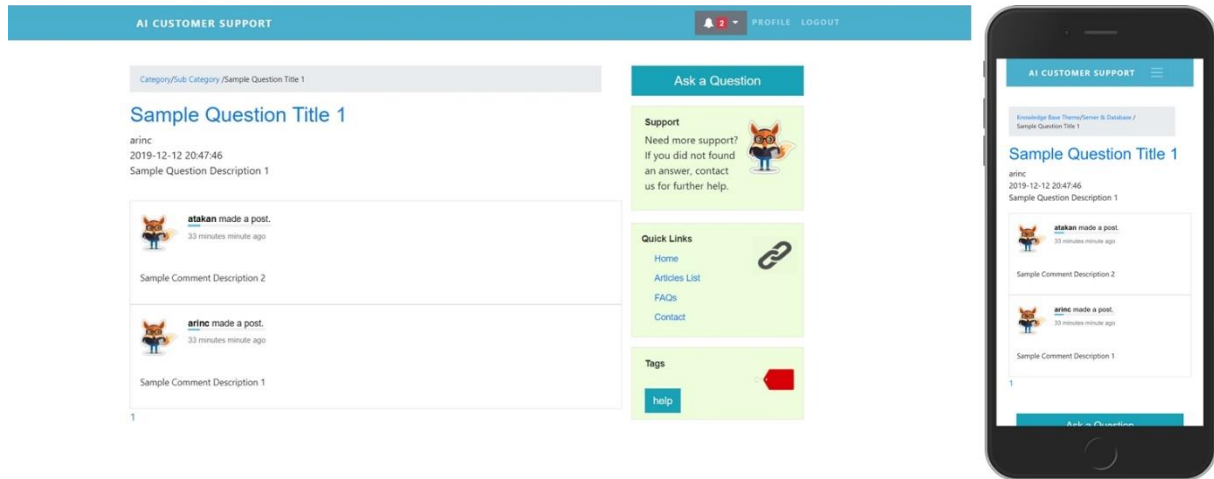 AI CUSTOMER SUPPORT
2 PROFILE LOGOUT
Category/Sub Category /Sample Question Title 1
Sample Question Title 1
arinc
2019-12-12 20:47:46
Sample Question Description 1
atakan made a post.
33 minutes minute ago
Sample Comment Description 2
arinc made a post.
33 minutes minute ago
Sample Comment Description 1
1
Ask a Question
Support
Need more support?
If you did not found
an answer, contact
us for further help.
Quick Links
Home
Articles List
FAQs
Contact
Tags
help
AI CUSTOMER SUPPORT
Knowledge Base Theme/Server & Database /
Sample Question Title 1
Sample Question Title 1
arinc
2019-12-12 20:47:46
Sample Question Description 1
atakan made a post.
33 minutes minute ago
Sample Comment Description 2
arinc made a post.
33 minutes minute ago
Sample Comment Description 1
1
Ask a Question